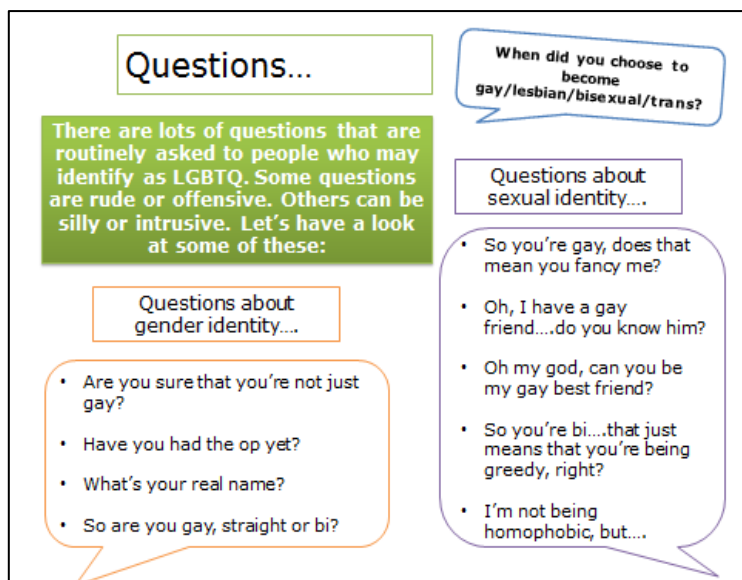 Questions…
When did you choose to
become
gay/lesbian/bisexual/trans?
There are lots of questions that are
routinely asked to people who may
identify as LGBTQ. Some questions
are rude or offensive. Others can be
silly or intrusive. Let's have a look
at some of these:
Questions about
sexual identity….
• So you're gay, does that
mean you fancy me?
• Oh, I have a gay
friend….do you know him?
• Oh my god, can you be
my gay best friend?
• So you're bi….that just
means that you're being
greedy, right?
• I'm not being
homophobic, but….
Questions about
gender identity….
• Are you sure that you're not just
gay?
• Have you had the op yet?
• What's your real name?
• So are you gay, straight or bi?